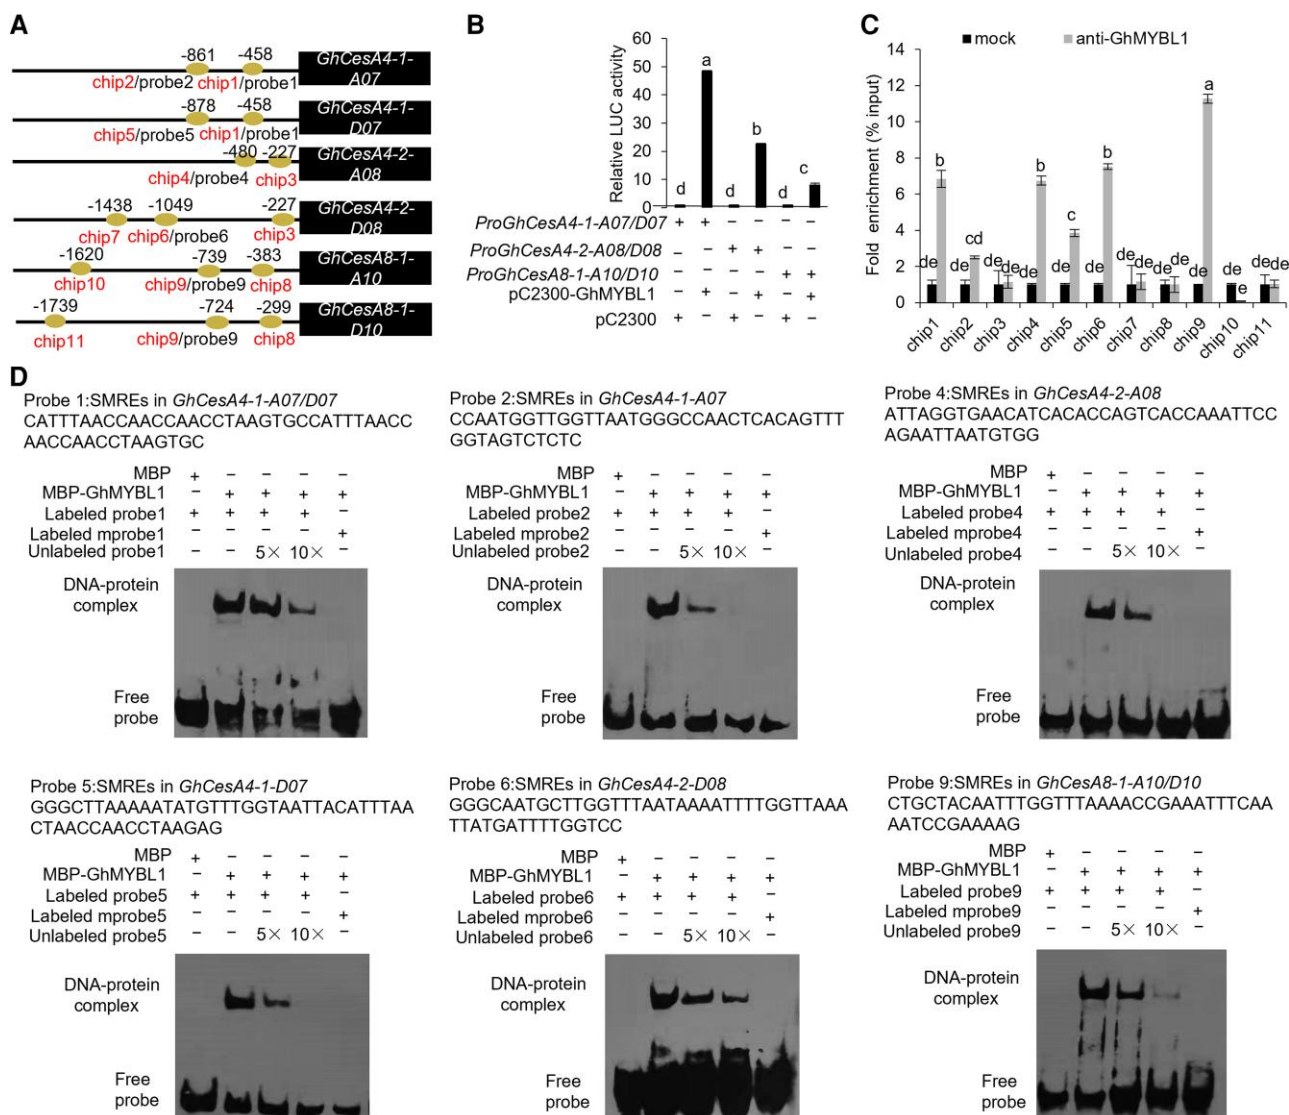 A
-861
-458
GhCesA4-1-
A07
chip2/probe2
chip1/probe1
-878
-458
GhCesA4-1-
D07
chip5/probe5
chip1/probe1
-480
-227
GhCesA4-2-
A08
chip4/probe4
chip3
-1438
-1049
-227
GhCesA4-2-
D08
chip7
chip6/probe6
chip3
-1620
-739
-383
GhCesA8-1-
A10
chip10
chip9/probe9
chip8
-1739
-724
-299
GhCesA8-1-
D10
chip11
chip9/probe9
chip8
B
Relative LUC activity
60
50
40
30
20
10
0
d a d b d c
ProGhCesA4-1-A07/D07 + + – – – –
ProGhCesA4-2-A08/D08 – – + + – –
ProGhCesA8-1-A10/D10 – – – – + +
pC2300-GhMYBL1 – + – + – +
pC2300 + – + – + –
C
mock
anti-GhMYBL1
Fold enrichment (% input)
14
12
10
8
6
4
2
0
de b de cd de de de b de c de b de de de de de a de e de de
chip1 chip2 chip3 chip4 chip5 chip6 chip7 chip8 chip9 chip10 chip11
D
Probe 1:SMREs in GhCesA4-1-A07/D07
CATTTAACCAACCAACCTAAGTGCCATTTAACC
AACCAACCTAAGTGC
MBP + – – – –
MBP-GhMYBL1 – + + + +
Labeled probe1 + + + + –
Labeled mprobe1 – – – – +
Unlabeled probe1 – – 5× 10× –
DNA-protein
complex
Free
probe
Probe 2:SMREs in GhCesA4-1-A07
CCAATGGTTGGTTAATGGGCCAACTCACAGTTT
GGTAGTCTCTC
MBP + – – – –
MBP-GhMYBL1 – + + + +
Labeled probe2 + + + + –
Labeled mprobe2 – – – – +
Unlabeled probe2 – – 5× 10× –
DNA-protein
complex
Free
probe
Probe 4:SMREs in GhCesA4-2-A08
ATTAGGTGAACATCACACCAGTCACCAAATTCC
AGAATTAATGTGG
MBP + – – – –
MBP-GhMYBL1 – + + + +
Labeled probe4 + + + + –
Labeled mprobe4 – – – – +
Unlabeled probe4 – – 5× 10× –
DNA-protein
complex
Free
probe
Probe 5:SMREs in GhCesA4-1-D07
GGGCTTAAAAATATGTTTGGTAATTACATTTAA
CTAACCAACCTAAGAG
MBP + – – – –
MBP-GhMYBL1 – + + + +
Labeled probe5 + + + + –
Labeled mprobe5 – – – – +
Unlabeled probe5 – – 5× 10× –
DNA-protein
complex
Free
probe
Probe 6:SMREs in GhCesA4-2-D08
GGGCAATGCTTGGTTTAATAAAATTTTGGTTAAA
TTATGATTTTGGTCC
MBP + – – – –
MBP-GhMYBL1 – + + + +
Labeled probe6 + + + + –
Labeled mprobe6 – – – – +
Unlabeled probe6 – – 5× 10× –
DNA-protein
complex
Free
probe
Probe 9:SMREs in GhCesA8-1-A10/D10
CTGCTACAATTTGGTTTAAAACCGAAATTTCAA
AATCCGAAAAG
MBP + – – – –
MBP-GhMYBL1 – + + + +
Labeled probe9 + + + + –
Labeled mprobe9 – – – – +
Unlabeled probe9 – – 5× 10× –
DNA-protein
complex
Free
probe